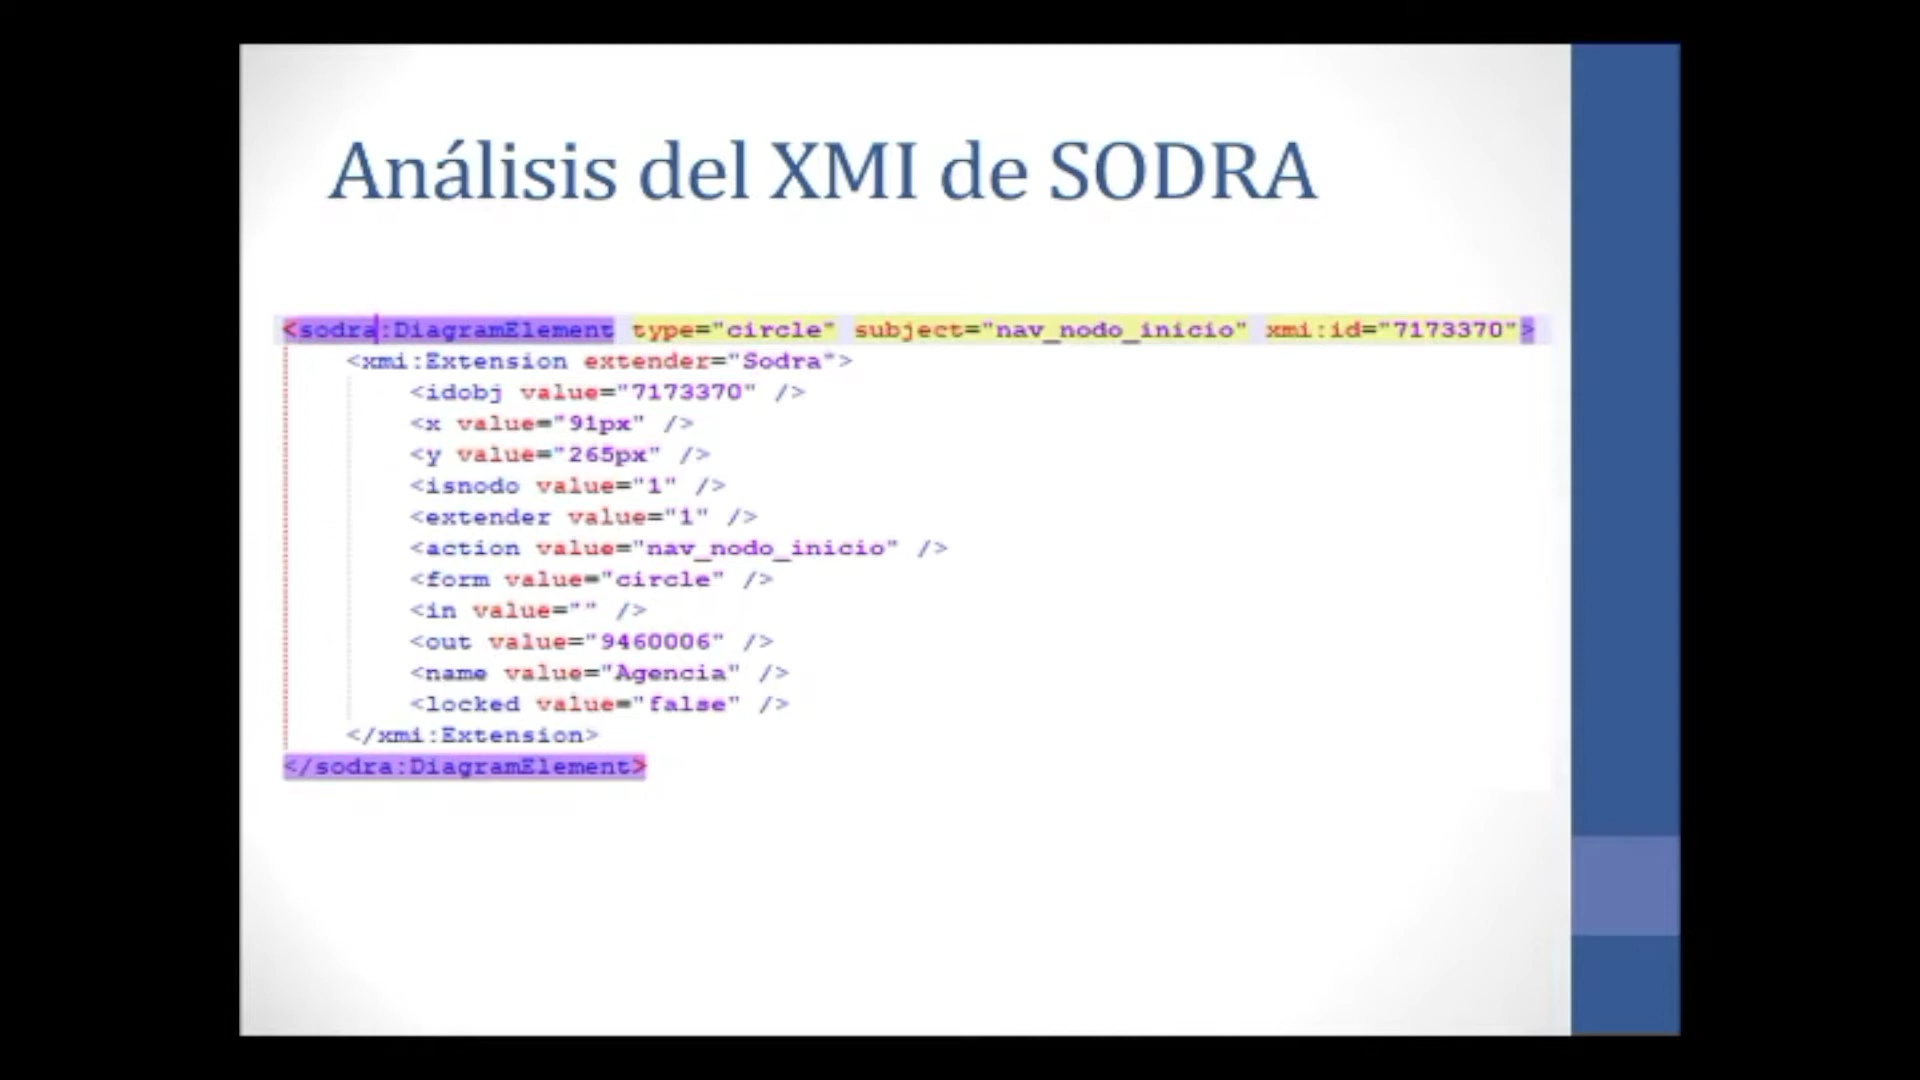 Análisis del XMI de SODRA
<sodra:DiagramElement type="circle" subject="nav_nodo_inicio" xmi:id="7173370">
<xmi:Extension extender="Sodra">
<idobj value="7173370" />
<x value="91px" />
<y value="265px" />
<isnodo value="1" />
<extender value="1" />
<action value="nav_nodo_inicio" />
<form value="circle" />
<in value="" />
<out value="9460006" />
<name value="Agencia" />
<locked value="false" />
</xmi:Extension>
</sodra:DiagramElement>